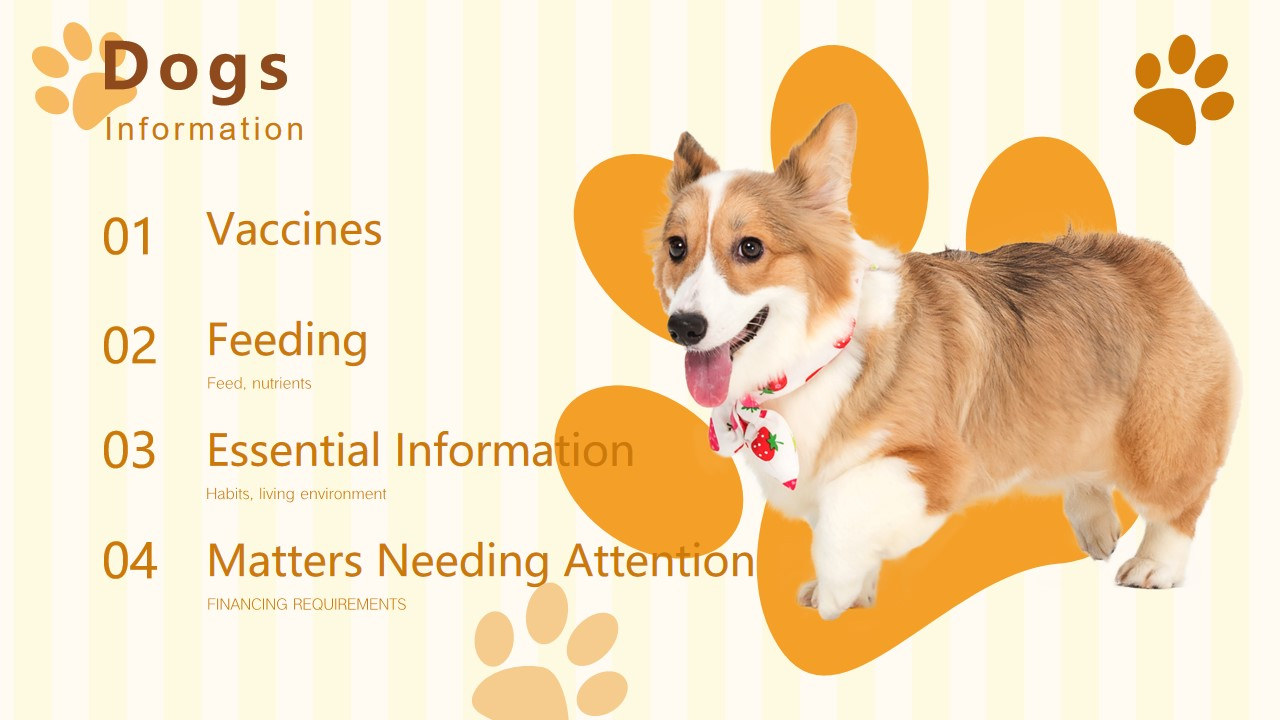 Dogs
Information
01 Vaccines
02 Feeding
Feed, nutrients
03 Essential Information
Habits, living environment
04 Matters Needing Attention
FINANCING REQUIREMENTS